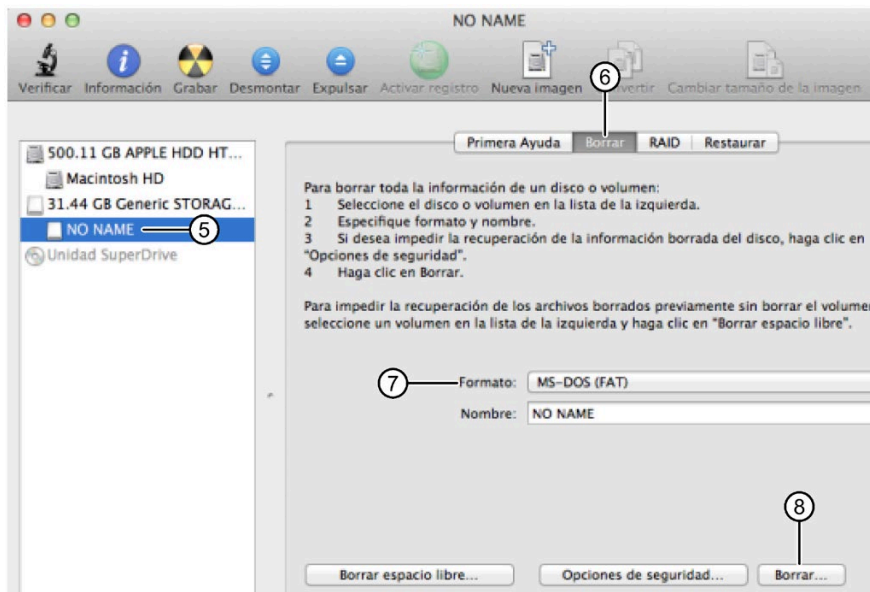 NO NAME
Verificar Información Grabar Desmontar Expulsar Activar registro Nueva imagen Convertir Cambiar tamaño de la imagen
6
Primera Ayuda Borrar RAID Restaurar
500.11 GB APPLE HDD HT...
Macintosh HD
31.44 GB Generic STORAG...
NO NAME 5
Unidad SuperDrive
Para borrar toda la información de un disco o volumen:
1 Seleccione el disco o volumen en la lista de la izquierda.
2 Especifique formato y nombre.
3 Si desea impedir la recuperación de la información borrada del disco, haga clic en
"Opciones de seguridad".
4 Haga clic en Borrar.
Para impedir la recuperación de los archivos borrados previamente sin borrar el volumen
seleccione un volumen en la lista de la izquierda y haga clic en "Borrar espacio libre".
7 Formato: MS-DOS (FAT)
Nombre: NO NAME
8
Borrar espacio libre... Opciones de seguridad... Borrar...